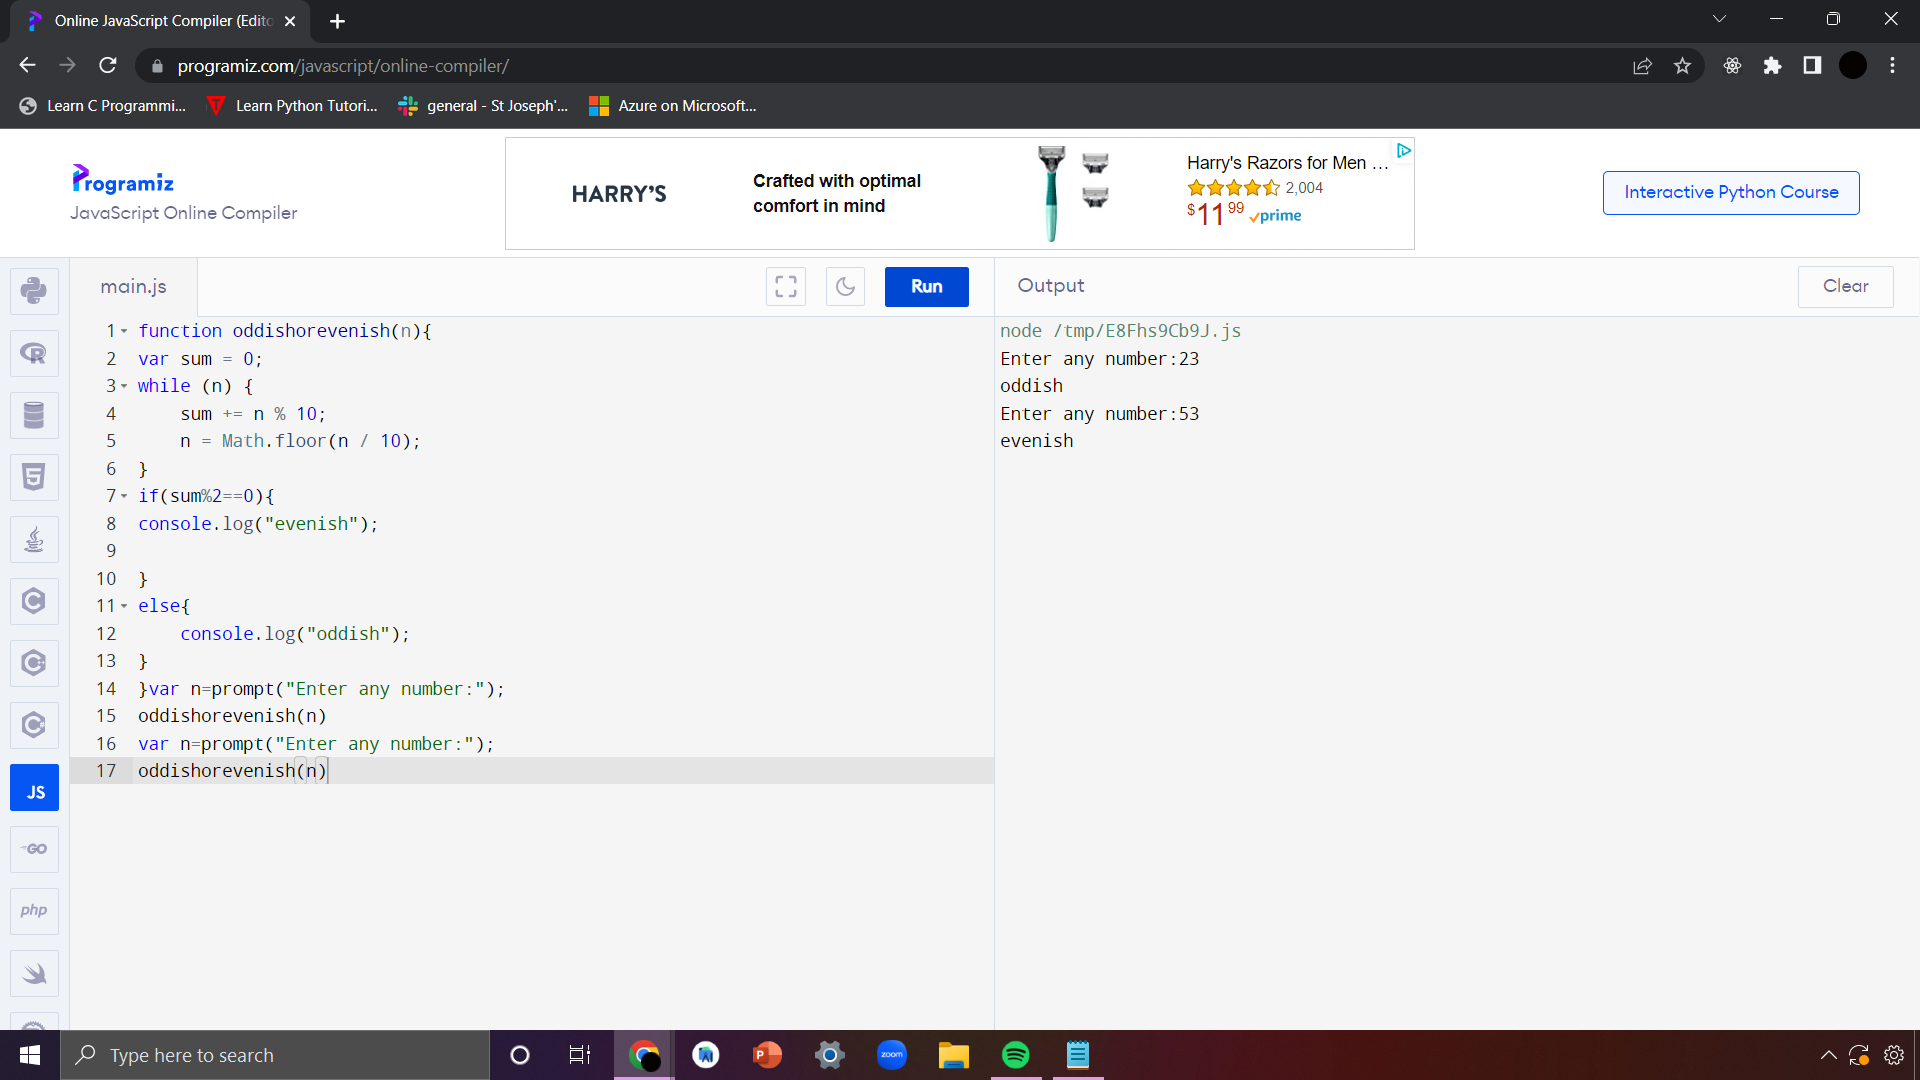 Online JavaScript Compiler (Edito
programiz.com/javascript/online-compiler/
Learn C Programmi...
Learn Python Tutori...
general - St Joseph'...
Azure on Microsoft...
Programiz
JavaScript Online Compiler
HARRY'S
Crafted with optimal
comfort in mind
Harry's Razors for Men ...
2,004
$11 99 prime
Interactive Python Course
main.js
Run
Output
Clear
1 function oddishorevenish(n){
2 var sum = 0;
3 while (n) {
4 sum += n % 10;
5 n = Math.floor(n / 10);
6 }
7 if(sum%2==0){
8 console.log("evenish");
9
10 }
11 else{
12 console.log("oddish");
13 }
14 }var n=prompt("Enter any number:");
15 oddishorevenish(n)
16 var n=prompt("Enter any number:");
17 oddishorevenish(n)
node /tmp/E8Fhs9Cb9J.js
Enter any number:23
oddish
Enter any number:53
evenish
R
5
C
C
C
JS
GO
php
P
zoom
Type here to search